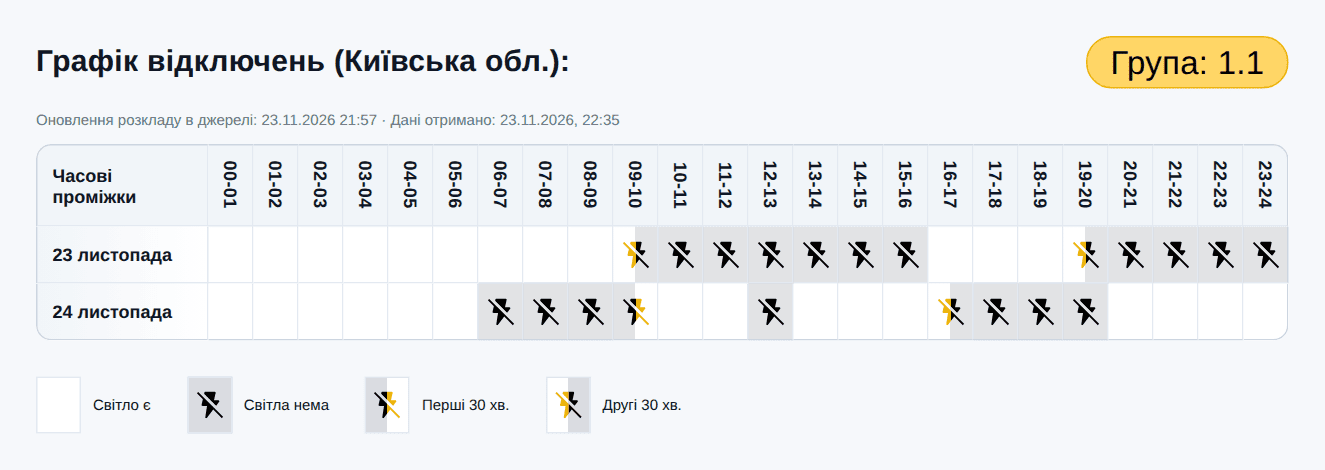 Графік відключень (Київська обл.):
Група: 1.1
Оновлення розкладу в джерелі: 23.11.2026 21:57 · Дані отримано: 23.11.2026, 22:35
Часові
проміжки
00-01
01-02
02-03
03-04
04-05
05-06
06-07
07-08
08-09
09-10
10-11
11-12
12-13
13-14
14-15
15-16
16-17
17-18
18-19
19-20
20-21
21-22
22-23
23-24
23 листопада
24 листопада
Світло є
Світла нема
Перші 30 хв.
Другі 30 хв.